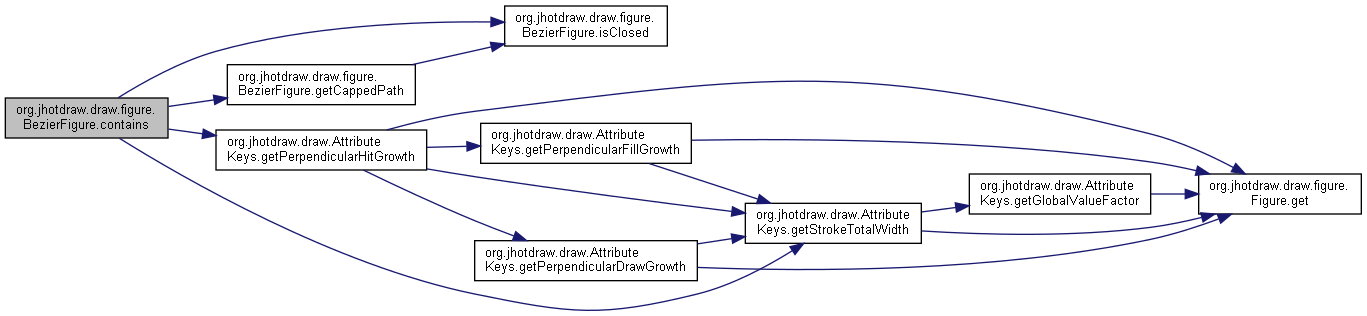 org.jhotdraw.draw.figure.
BezierFigure.contains
org.jhotdraw.draw.figure.
BezierFigure.isClosed
org.jhotdraw.draw.figure.
BezierFigure.getCappedPath
org.jhotdraw.draw.Attribute
Keys.getPerpendicularHitGrowth
org.jhotdraw.draw.Attribute
Keys.getPerpendicularFillGrowth
org.jhotdraw.draw.Attribute
Keys.getPerpendicularDrawGrowth
org.jhotdraw.draw.Attribute
Keys.getStrokeTotalWidth
org.jhotdraw.draw.Attribute
Keys.getGlobalValueFactor
org.jhotdraw.draw.figure.
Figure.get